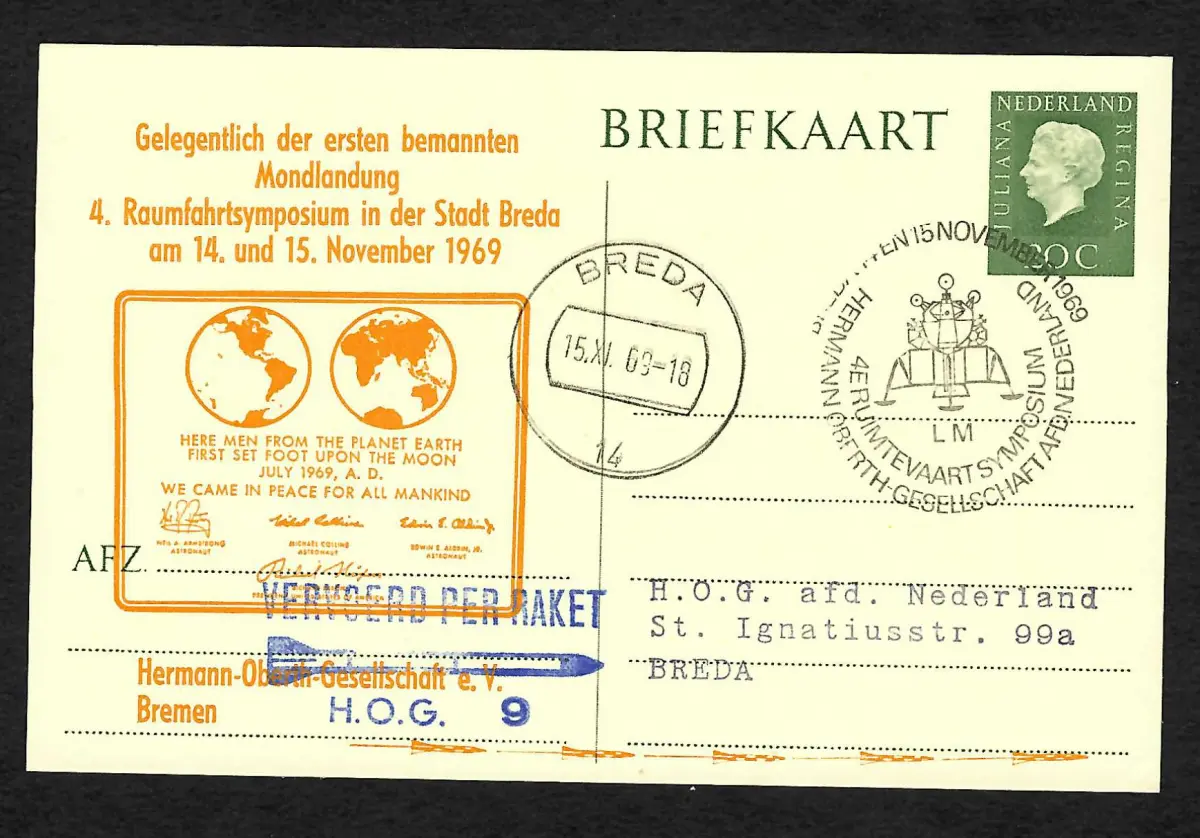 Gelegentlich der ersten bemannten
Mondlandung
4. Raumfahrtsymposium in der Stadt Breda
am 14. und 15. November 1969
BRIEFKAART
NEDERLAND
JULIANA
REGINA
20 C
BREDA
15.XI. 69-18
14
15 NOVEMBER 1969
HERMANN OBERTH-GESELLSCHAFT AFD NEDERLAND
4E RUIMTEVAART SYMPOSIUM
LM
HERE MEN FROM THE PLANET EARTH
FIRST SET FOOT UPON THE MOON
JULY 1969, A. D.
WE CAME IN PEACE FOR ALL MANKIND
NEIL A. ARMSTRONG
ASTRONAUT
MICHAEL COLLINS
ASTRONAUT
EDWIN E. ALDRIN, JR.
ASTRONAUT
AFZ.
VERVOERD PER RAKET
H.O.G. afd. Nederland
St. Ignatiusstr. 99a
BREDA
Hermann-Oberth-Gesellschaft e. V.
Bremen
H.O.G. 9